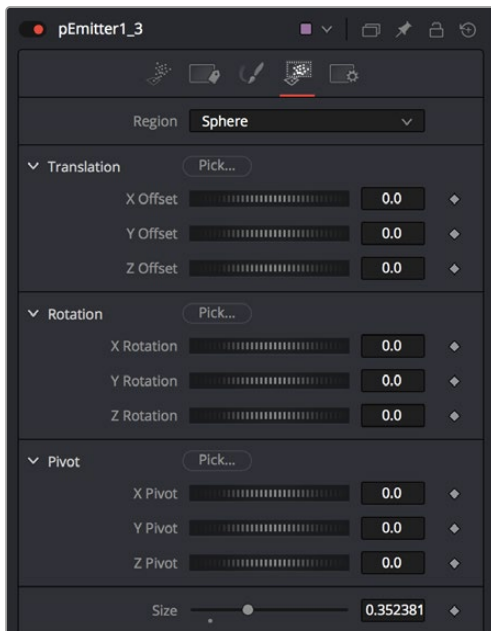 pEmitter1_3
Region Sphere
Translation Pick...
X Offset 0.0
Y Offset 0.0
Z Offset 0.0
Rotation Pick...
X Rotation 0.0
Y Rotation 0.0
Z Rotation 0.0
Pivot Pick...
X Pivot 0.0
Y Pivot 0.0
Z Pivot 0.0
Size 0.352381